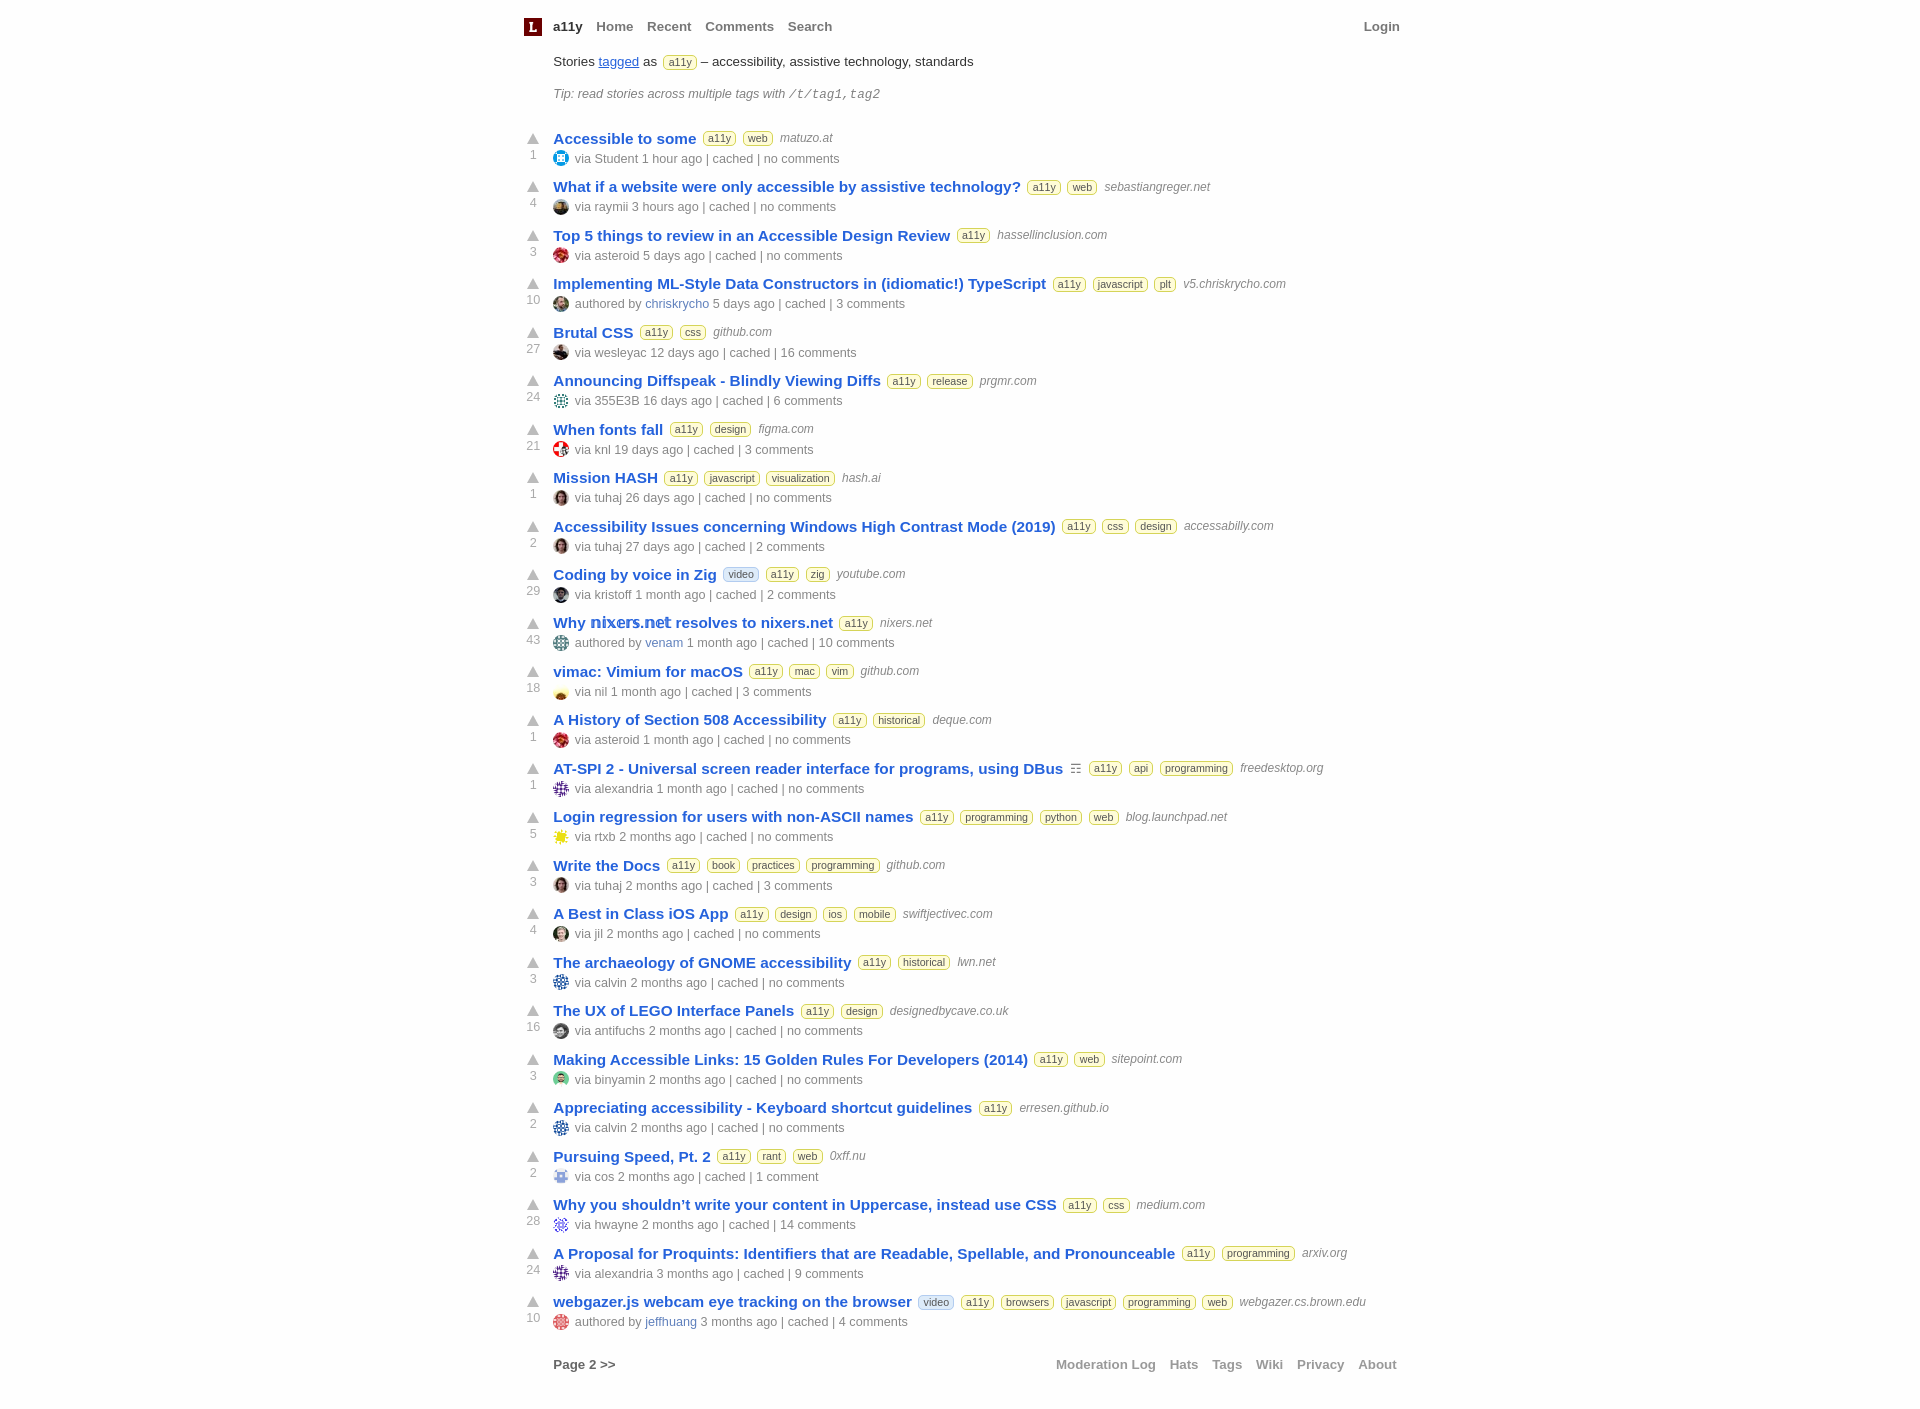 L a11y Home Recent Comments Search Login
Stories tagged as a11y – accessibility, assistive technology, standards
Tip: read stories across multiple tags with /t/tag1,tag2
Accessible to some a11y web matuzo.at
1 via Student 1 hour ago | cached | no comments
What if a website were only accessible by assistive technology? a11y web sebastiangreger.net
4 via raymii 3 hours ago | cached | no comments
Top 5 things to review in an Accessible Design Review a11y hassellinclusion.com
3 via asteroid 5 days ago | cached | no comments
Implementing ML-Style Data Constructors in (idiomatic!) TypeScript a11y javascript plt v5.chriskrycho.com
10 authored by chriskrycho 5 days ago | cached | 3 comments
Brutal CSS a11y css github.com
27 via wesleyac 12 days ago | cached | 16 comments
Announcing Diffspeak - Blindly Viewing Diffs a11y release prgmr.com
24 via 355E3B 16 days ago | cached | 6 comments
When fonts fall a11y design figma.com
21 via knl 19 days ago | cached | 3 comments
Mission HASH a11y javascript visualization hash.ai
1 via tuhaj 26 days ago | cached | no comments
Accessibility Issues concerning Windows High Contrast Mode (2019) a11y css design accessabilly.com
2 via tuhaj 27 days ago | cached | 2 comments
Coding by voice in Zig video a11y zig youtube.com
29 via kristoff 1 month ago | cached | 2 comments
Why 𝕟𝕚𝕩𝕖𝕣𝕤.𝕟𝕖𝕥 resolves to nixers.net a11y nixers.net
43 authored by venam 1 month ago | cached | 10 comments
vimac: Vimium for macOS a11y mac vim github.com
18 via nil 1 month ago | cached | 3 comments
A History of Section 508 Accessibility a11y historical deque.com
1 via asteroid 1 month ago | cached | no comments
AT-SPI 2 - Universal screen reader interface for programs, using DBus ☶ a11y api programming freedesktop.org
1 via alexandria 1 month ago | cached | no comments
Login regression for users with non-ASCII names a11y programming python web blog.launchpad.net
5 via rtxb 2 months ago | cached | no comments
Write the Docs a11y book practices programming github.com
3 via tuhaj 2 months ago | cached | 3 comments
A Best in Class iOS App a11y design ios mobile swiftjectivec.com
4 via jil 2 months ago | cached | no comments
The archaeology of GNOME accessibility a11y historical lwn.net
3 via calvin 2 months ago | cached | no comments
The UX of LEGO Interface Panels a11y design designedbycave.co.uk
16 via antifuchs 2 months ago | cached | no comments
Making Accessible Links: 15 Golden Rules For Developers (2014) a11y web sitepoint.com
3 via binyamin 2 months ago | cached | no comments
Appreciating accessibility - Keyboard shortcut guidelines a11y erresen.github.io
2 via calvin 2 months ago | cached | no comments
Pursuing Speed, Pt. 2 a11y rant web 0xff.nu
2 via cos 2 months ago | cached | 1 comment
Why you shouldn’t write your content in Uppercase, instead use CSS a11y css medium.com
28 via hwayne 2 months ago | cached | 14 comments
A Proposal for Proquints: Identifiers that are Readable, Spellable, and Pronounceable a11y programming arxiv.org
24 via alexandria 3 months ago | cached | 9 comments
webgazer.js webcam eye tracking on the browser video a11y browsers javascript programming web webgazer.cs.brown.edu
10 authored by jeffhuang 3 months ago | cached | 4 comments
Page 2 >> Moderation Log Hats Tags Wiki Privacy About